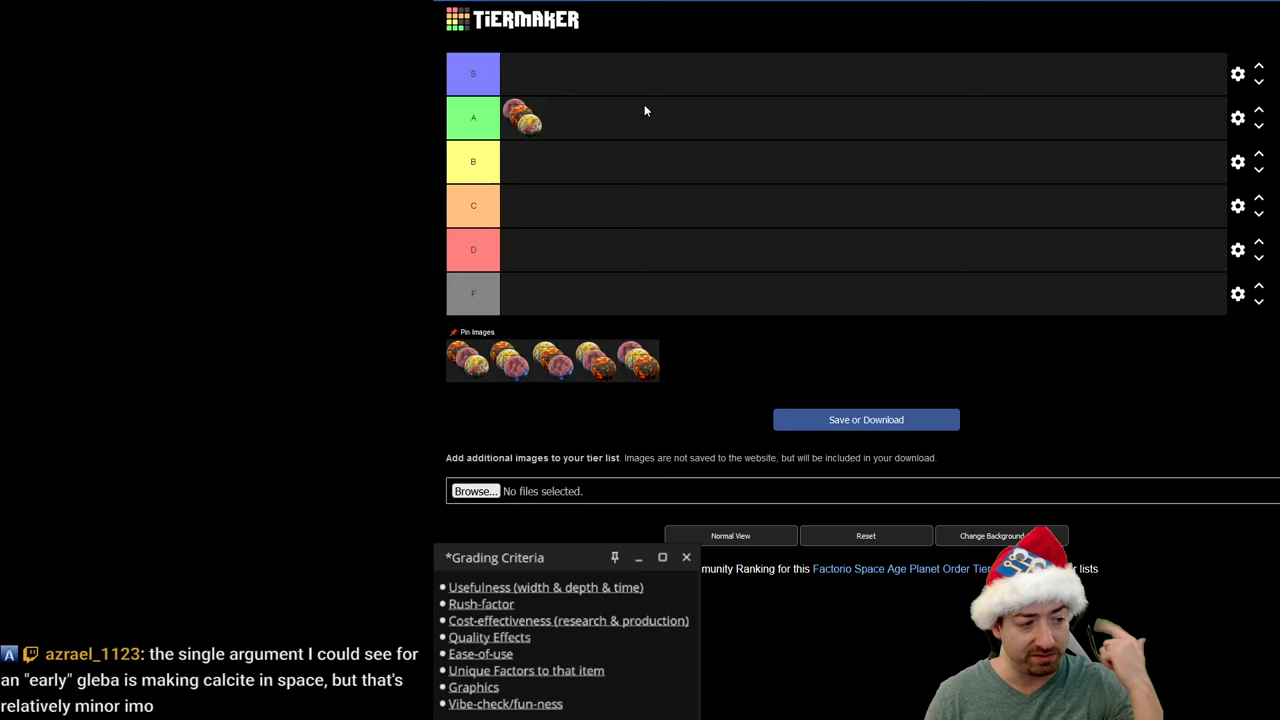 TiERMAKER
S
A
B
C
D
F
📌 Pin Images
Save or Download
Add additional images to your tier list. Images are not saved to the website, but will be included in your download.
Browse... No files selected.
Normal View
Reset
Change Background
*Grading Criteria
munity Ranking for this Factorio Space Age Planet Order Tier lists
• Usefulness (width & depth & time)
• Rush-factor
• Cost-effectiveness (research & production)
• Quality Effects
• Ease-of-use
• Unique Factors to that item
• Graphics
• Vibe-check/fun-ness
A azrael_1123: the single argument I could see for
an "early" gleba is making calcite in space, but that's
relatively minor imo